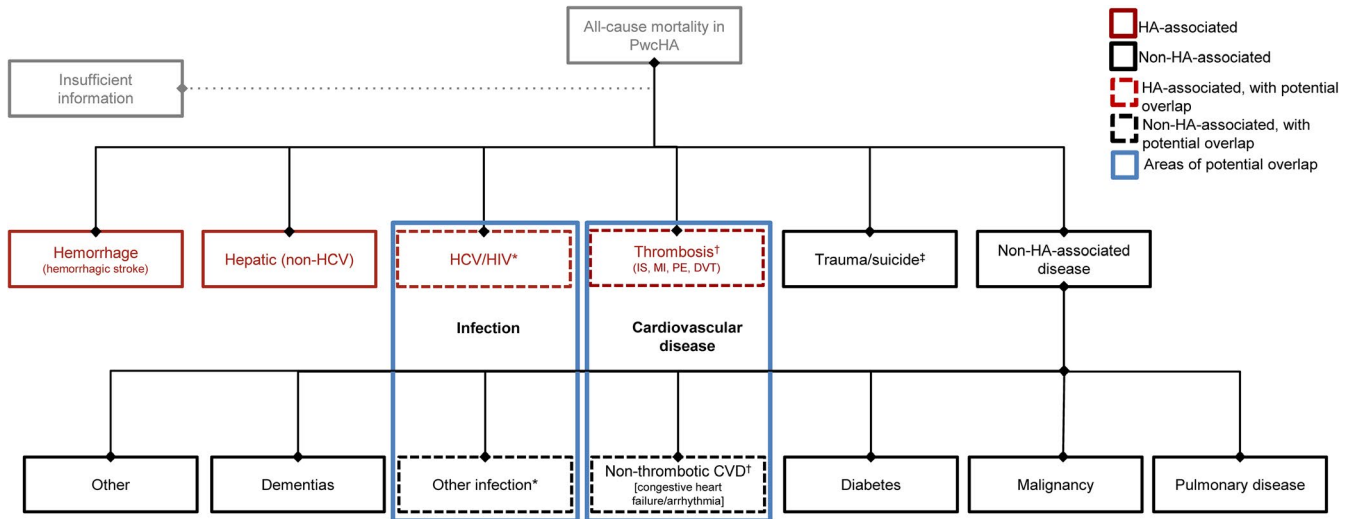 All-cause mortality in
PwcHA
Insufficient
information
HA-associated
Non-HA-associated
HA-associated, with potential
overlap
Non-HA-associated, with
potential overlap
Areas of potential overlap
Hemorrhage
(hemorrhagic stroke)
Hepatic (non-HCV)
HCV/HIV*
Thrombosis†
(IS, MI, PE, DVT)
Trauma/suicide‡
Non-HA-associated
disease
Infection
Cardiovascular
disease
Other
Dementias
Other infection*
Non-thrombotic CVD†
[congestive heart
failure/arrhythmia]
Diabetes
Malignancy
Pulmonary disease